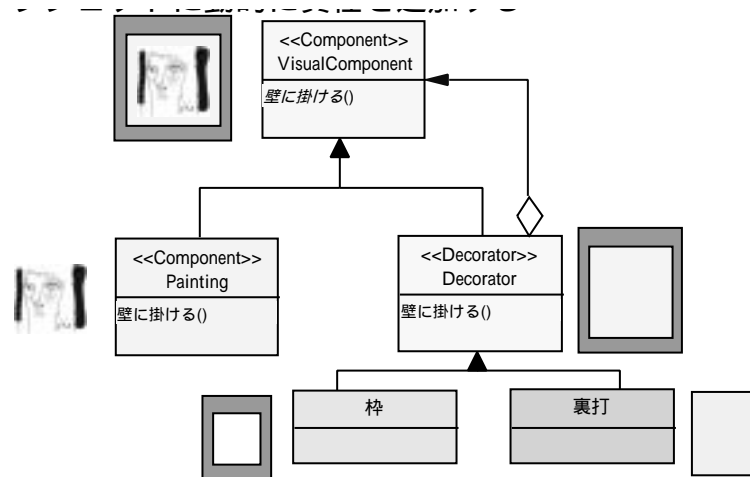 <<Component>>
VisualComponent
壁に掛ける()
<<Component>>
Painting
壁に掛ける()
<<Decorator>>
Decorator
壁に掛ける()
枠
裏打